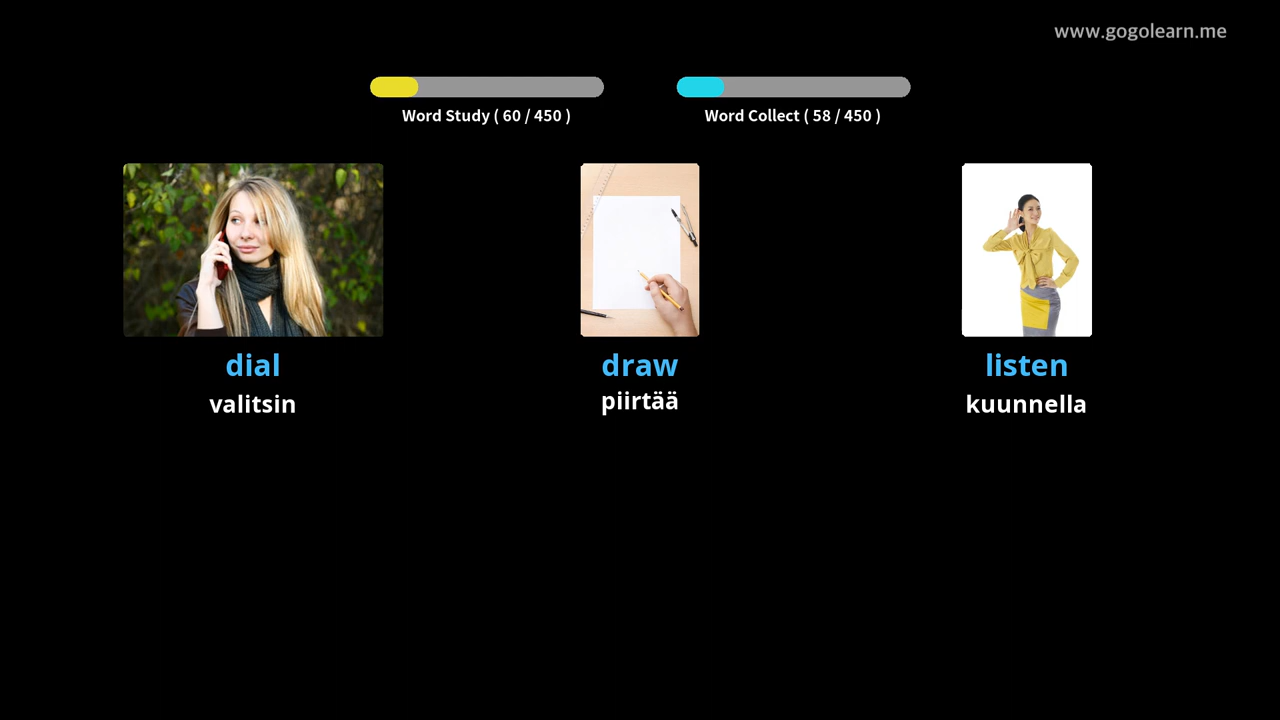 www.gogolearn.me
Word Study ( 60 / 450 )
Word Collect ( 58 / 450 )
dial
valitsin
draw
piirtää
listen
kuunnella